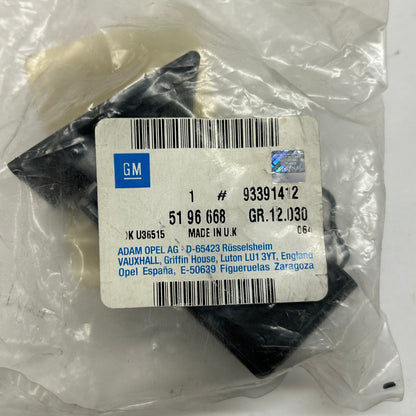 GM
1 # 93391412
51 96 668 GR.12.030
K U36515 MADE IN U.K 064
ADAM OPEL AG · D-65423 Rüsselsheim
VAUXHALL, Griffin House, Luton LU1 3YT, England
Opel España, E-50639 Figueruelas Zaragoza